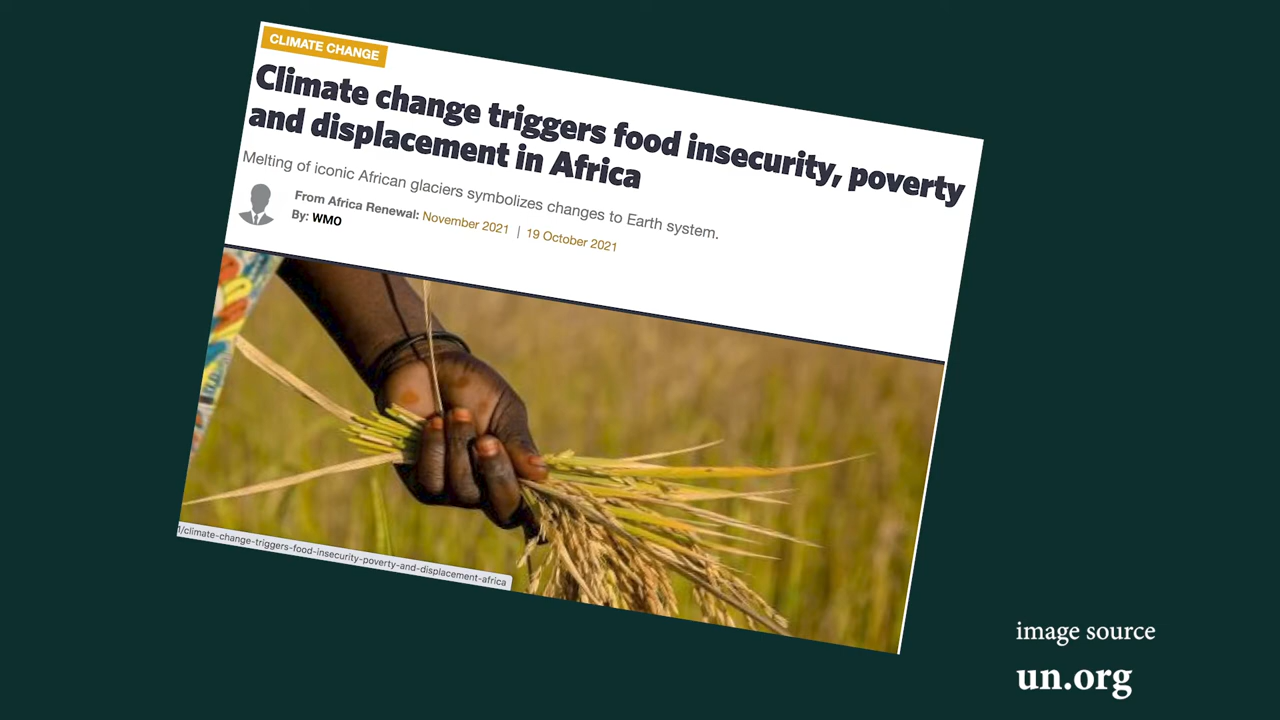 CLIMATE CHANGE
Climate change triggers food insecurity, poverty
and displacement in Africa
Melting of iconic African glaciers symbolizes changes to Earth system.
From Africa Renewal: November 2021 | 19 October 2021
By: WMO
1/climate-change-triggers-food-insecurity-poverty-and-displacement-africa
image source
un.org